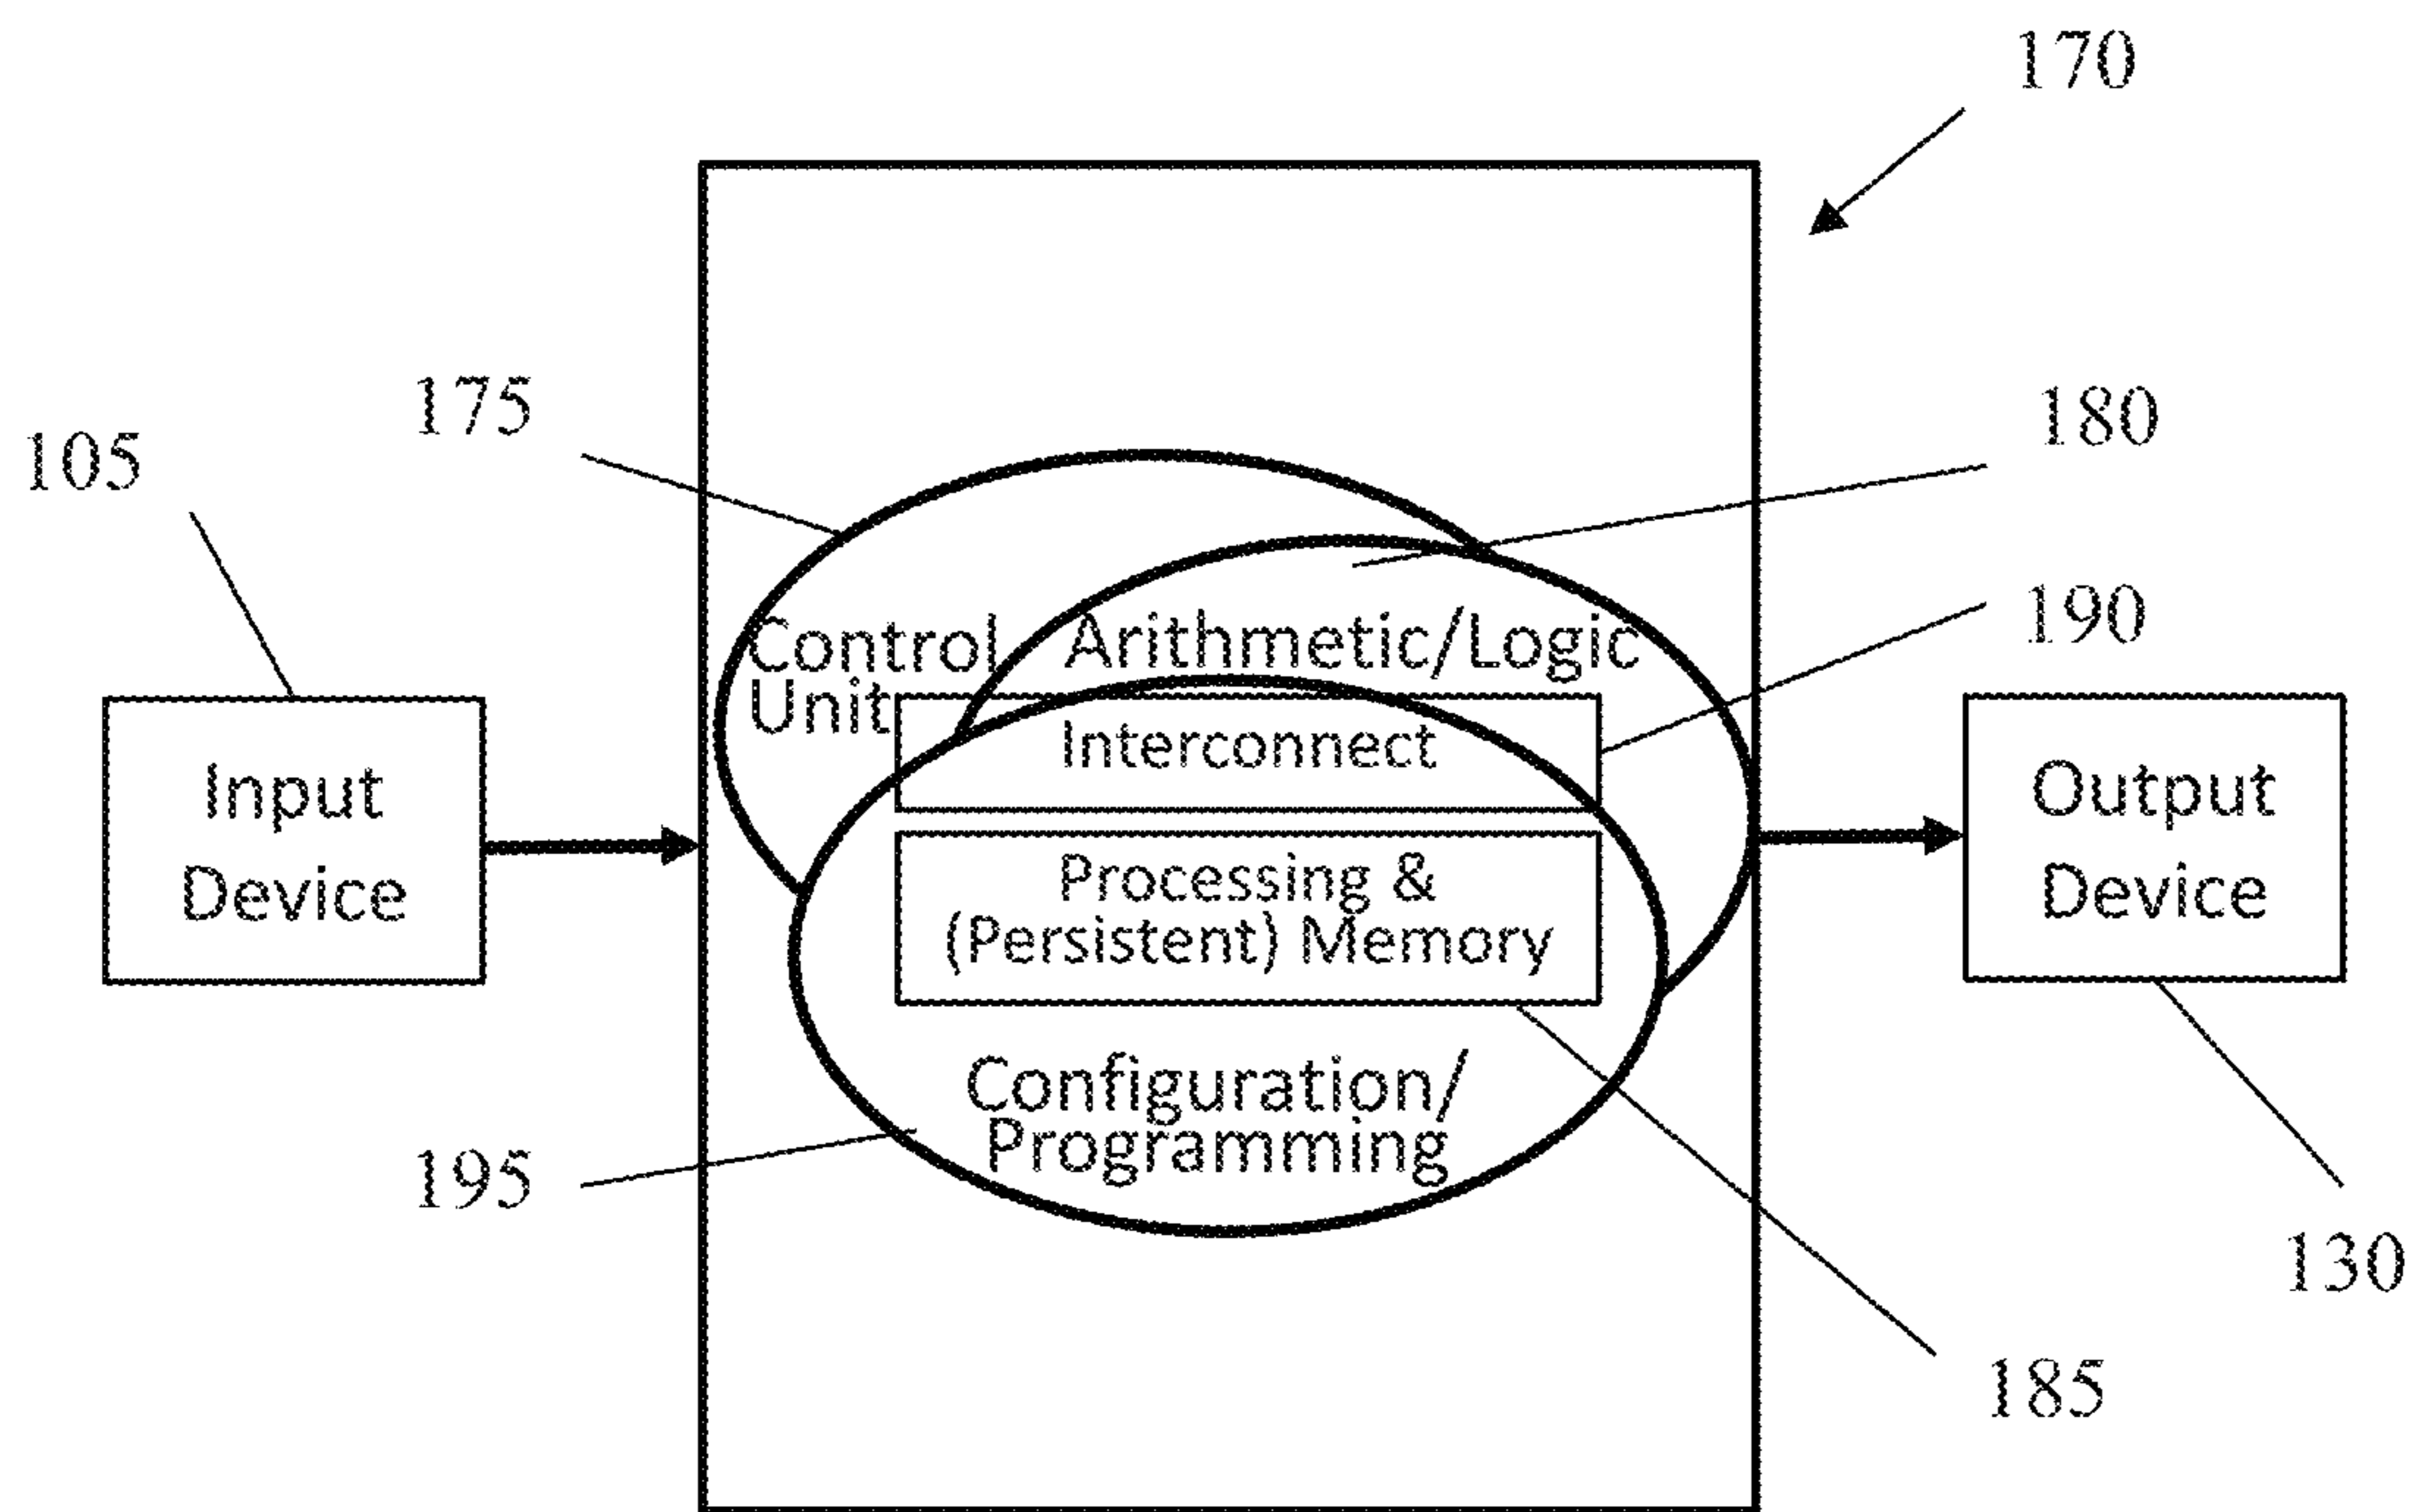 170
175
180
105
190
Control
Unit
Arithmetic/Logic
Interconnect
Input
Device
Processing &
(Persistent) Memory
Output
Device
Configuration/
Programming
195
130
185